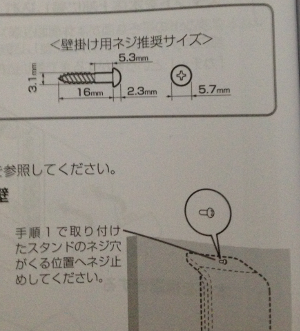 <壁掛け用ネジ推奨サイズ>
5.3mm
3.1mm
16mm
2.3mm
5.7mm
参照してください。
壁
手順1で取り付け
たスタンドのネジ穴
がくる位置へネジ止
めしてください。